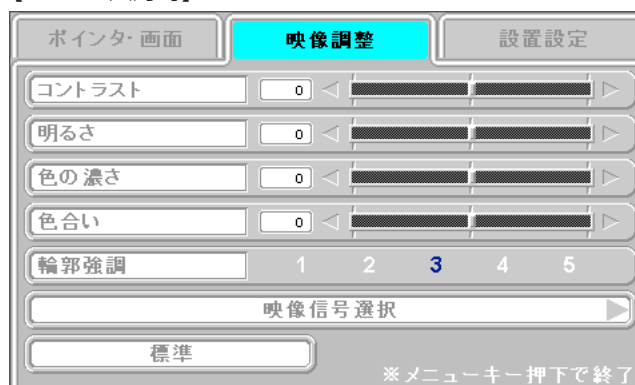 ポインタ・画面 映像調整 設置設定
コントラスト 0
明るさ 0
色の濃さ 0
色合い 0
輪郭強調 1 2 3 4 5
映像信号選択
標準
※メニューキー押下で終了